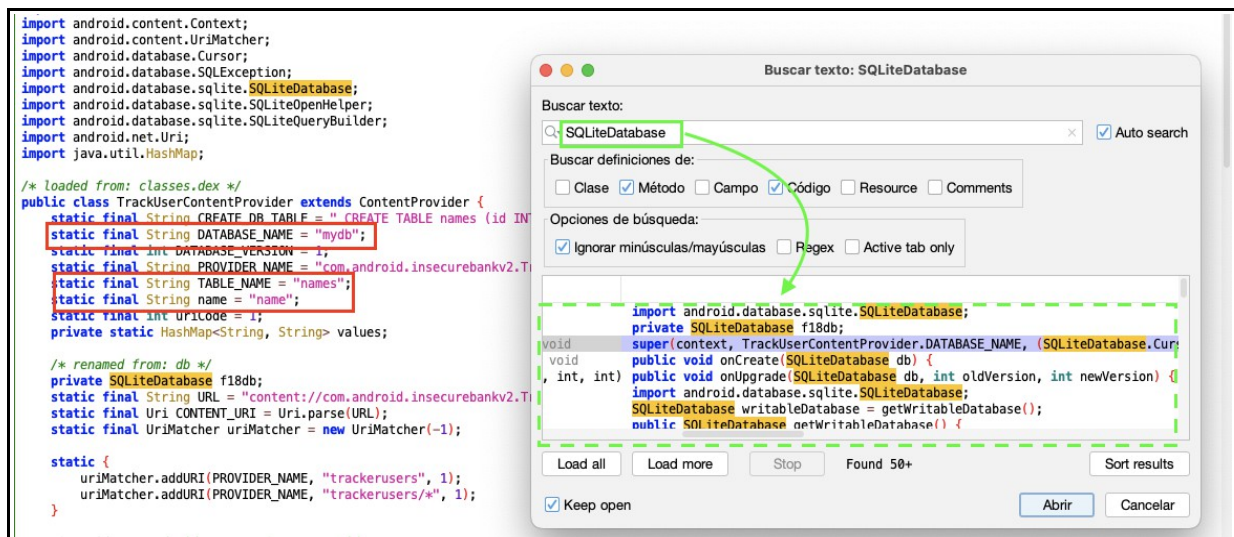 import android.content.Context;
import android.content.UriMatcher;
import android.database.Cursor;
import android.database.SQLException;
import android.database.sqlite.SQLiteDatabase;
import android.database.sqlite.SQLiteOpenHelper;
import android.database.sqlite.SQLiteQueryBuilder;
import android.net.Uri;
import java.util.HashMap;
/* loaded from: classes.dex */
public class TrackUserContentProvider extends ContentProvider {
static final String CREATE_DB_TABLE = " CREATE TABLE names (id INT
static final String DATABASE_NAME = "mydb";
static final int DATABASE_VERSION = 1;
static final String PROVIDER_NAME = "com.android.insecurebankv2.Tr
static final String TABLE_NAME = "names";
static final String name = "name";
static final int uriCode = 1;
private static HashMap<String, String> values;
/* renamed from: db */
private SQLiteDatabase f18db;
static final String URL = "content://com.android.insecurebankv2.Tr
static final Uri CONTENT_URI = Uri.parse(URL);
static final UriMatcher uriMatcher = new UriMatcher(-1);
static {
uriMatcher.addURI(PROVIDER_NAME, "trackerusers", 1);
uriMatcher.addURI(PROVIDER_NAME, "trackerusers/*", 1);
}
Buscar texto: SQLiteDatabase
Buscar texto:
SQLiteDatabase
Auto search
Buscar definiciones de:
Clase Método Campo Código Resource Comments
Opciones de búsqueda:
Ignorar minúsculas/mayúsculas Regex Active tab only
import android.database.sqlite.SQLiteDatabase;
private SQLiteDatabase f18db;
void super(context, TrackUserContentProvider.DATABASE_NAME, (SQLiteDatabase.Curs
void public void onCreate(SQLiteDatabase db) {
, int, int) public void onUpgrade(SQLiteDatabase db, int oldVersion, int newVersion) {
import android.database.sqlite.SQLiteDatabase;
SQLiteDatabase writableDatabase = getWritableDatabase();
public SQLiteDatabase getWritableDatabase() {
Load all Load more Stop Found 50+ Sort results
Keep open Abrir Cancelar